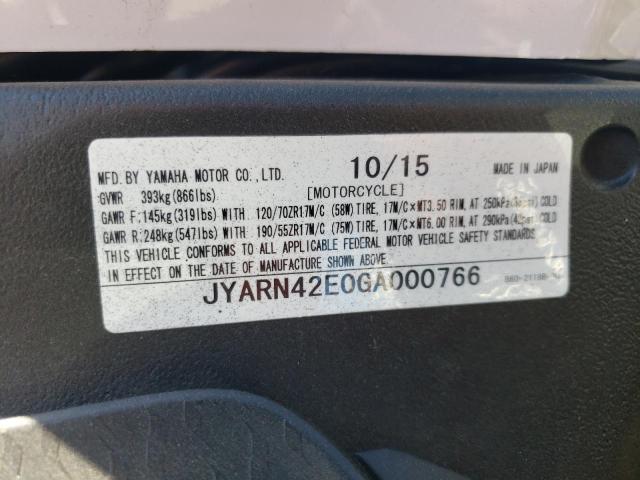 MFD. BY YAMAHA MOTOR CO., LTD. 10/15 MADE IN JAPAN
GVWR 393kg(866lbs) [MOTORCYCLE]
GAWR F:145kg(319lbs) WITH 120/70ZR17M/C (58W) TIRE, 17M/C×MT3.50 RIM, AT 250kPa(36psi) COLD
GAWR R:248kg(547lbs) WITH 190/55ZR17M/C (75W) TIRE, 17M/C×MT6.00 RIM, AT 290kPa(42psi) COLD
THIS VEHICLE CONFORMS TO ALL APPLICABLE FEDERAL MOTOR VEHICLE SAFETY STANDARDS
IN EFFECT ON THE DATE OF MANUFACTURE SHOWN ABOVE.
JYARN42E0GA000766